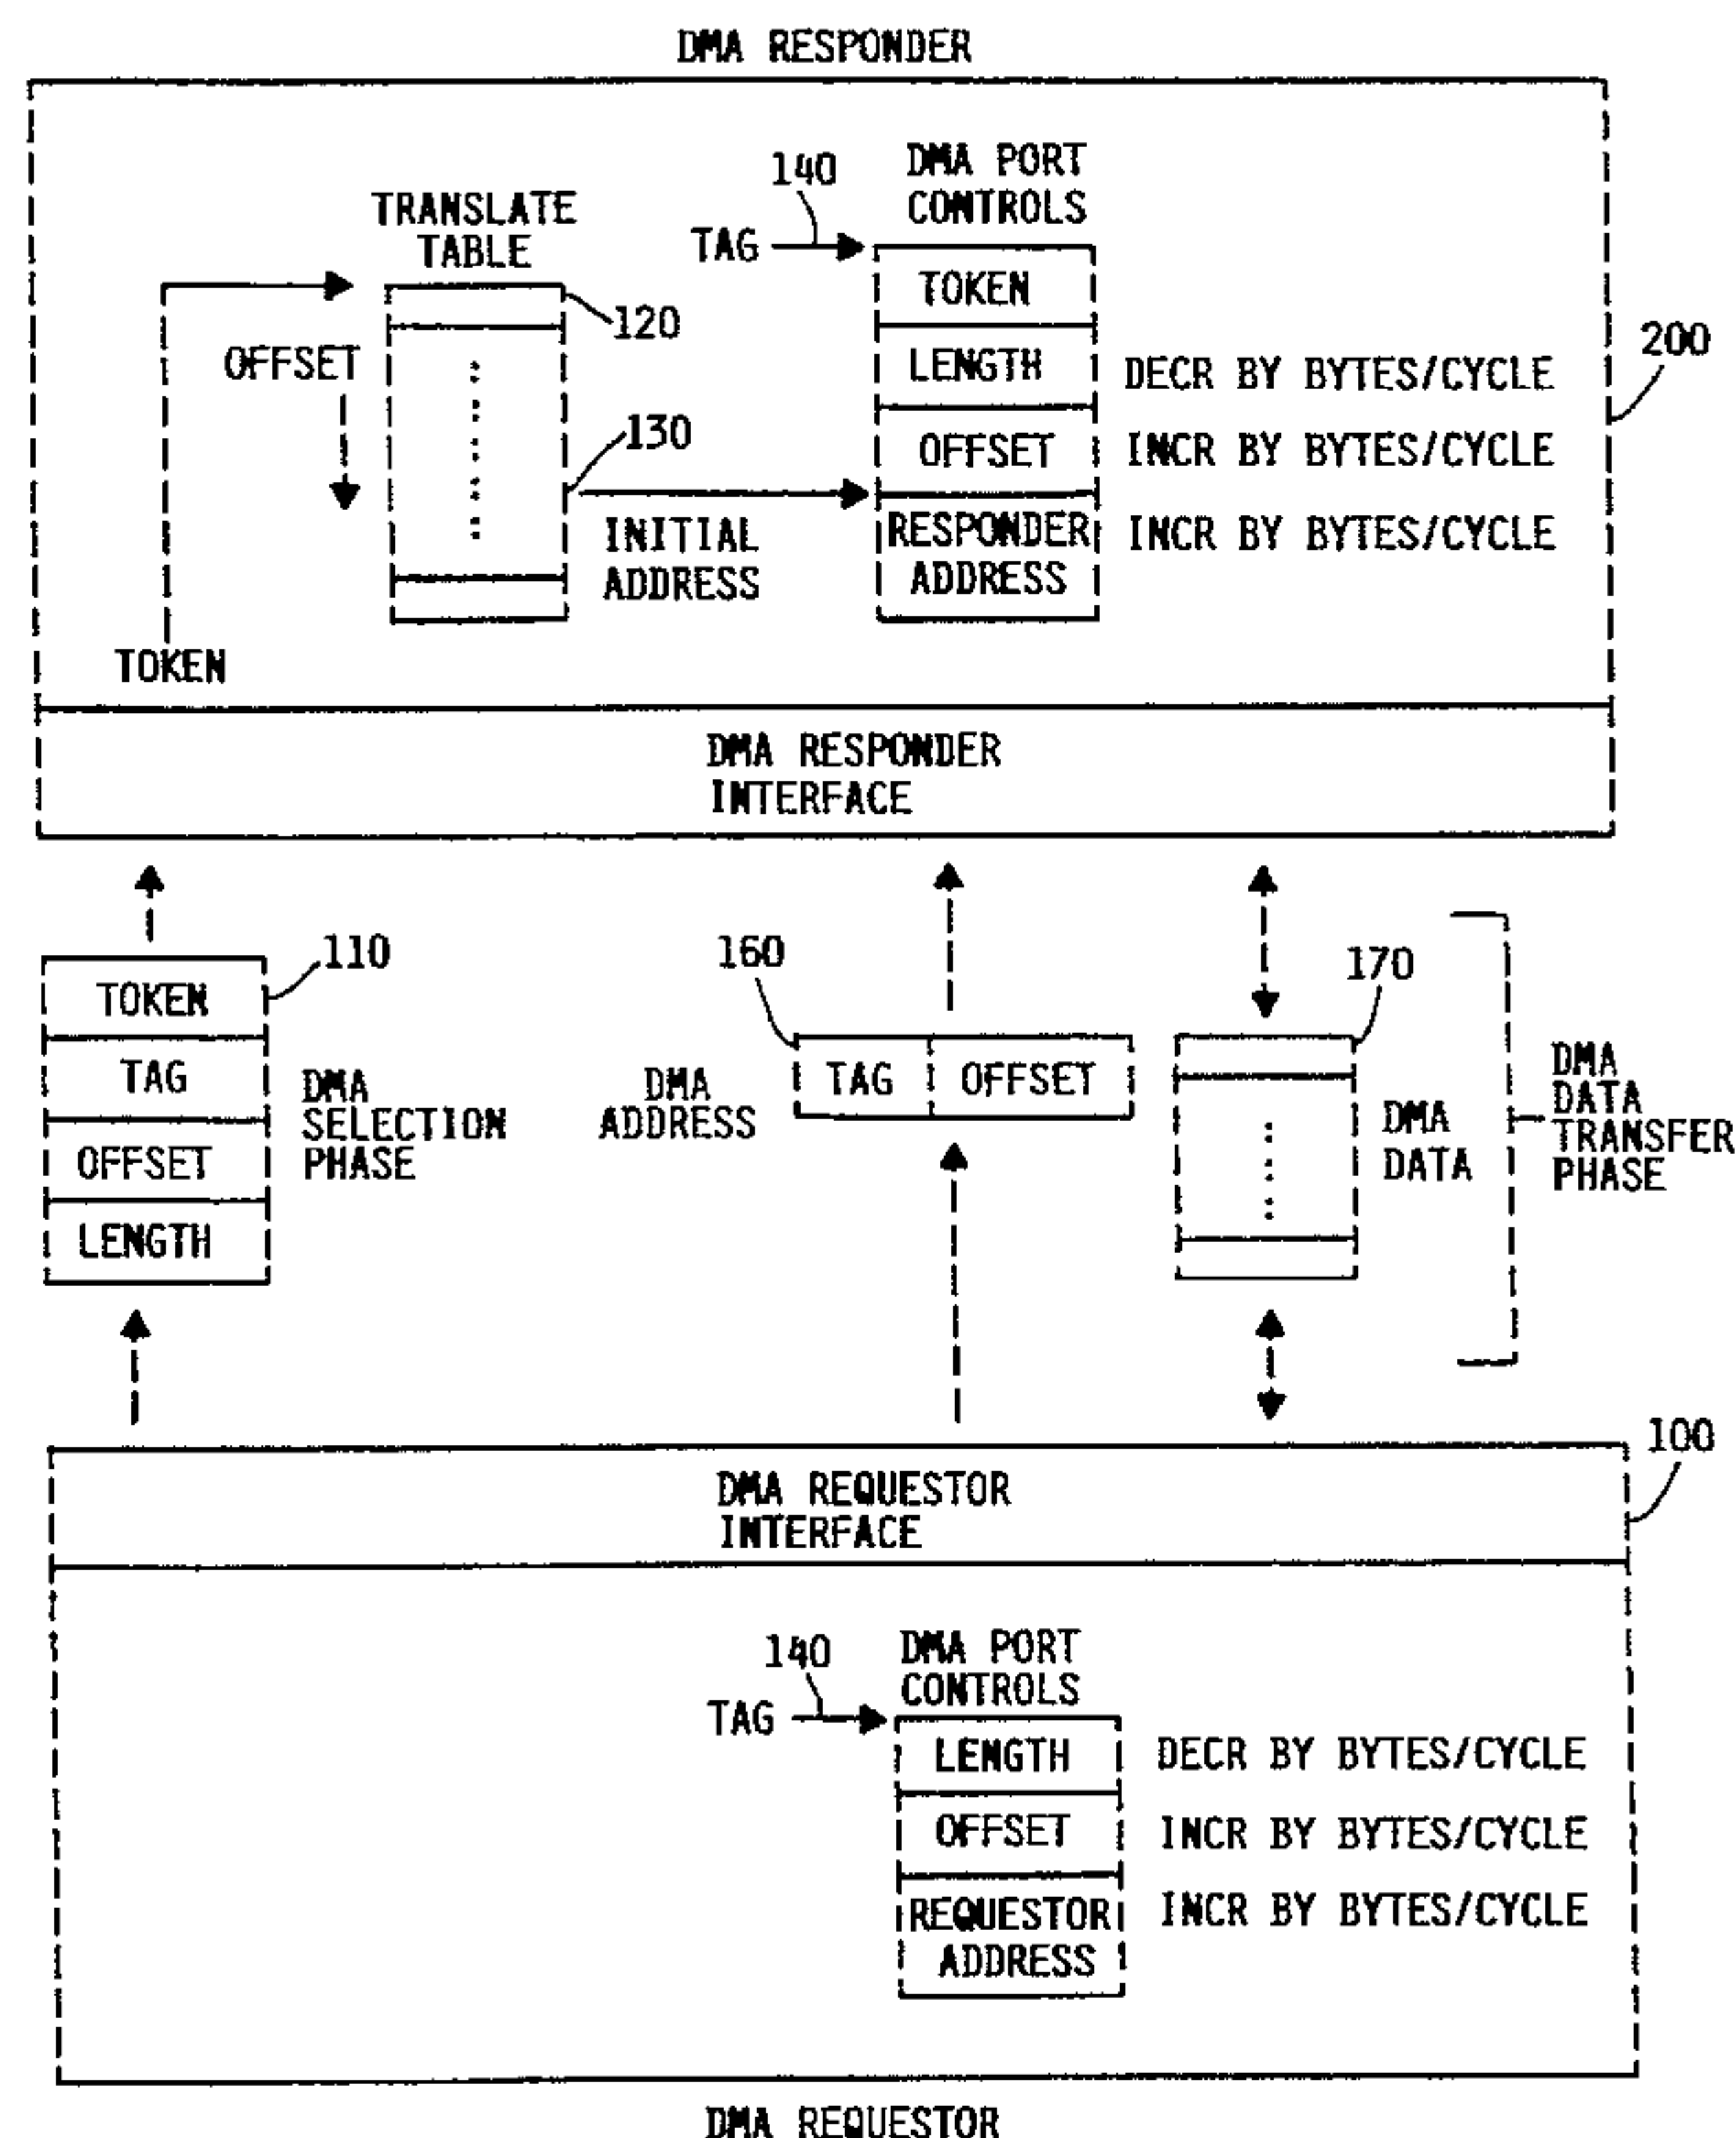 DMA RESPONDER
140
DMA PORT
CONTROLS
TRANSLATE
TABLE
TAG
TOKEN
120
OFFSET
LENGTH
DECR BY BYTES/CYCLE
200
130
OFFSET
INCR BY BYTES/CYCLE
INITIAL
ADDRESS
RESPONDER
ADDRESS
INCR BY BYTES/CYCLE
TOKEN
DMA RESPONDER
INTERFACE
110
TOKEN
TAG
OFFSET
LENGTH
DMA
SELECTION
PHASE
160
DMA
ADDRESS
TAG OFFSET
170
DMA
DATA
DMA
DATA
TRANSFER
PHASE
100
DMA REQUESTOR
INTERFACE
140
DMA PORT
CONTROLS
TAG
LENGTH
DECR BY BYTES/CYCLE
OFFSET
INCR BY BYTES/CYCLE
REQUESTOR
ADDRESS
INCR BY BYTES/CYCLE
DMA REQUESTOR